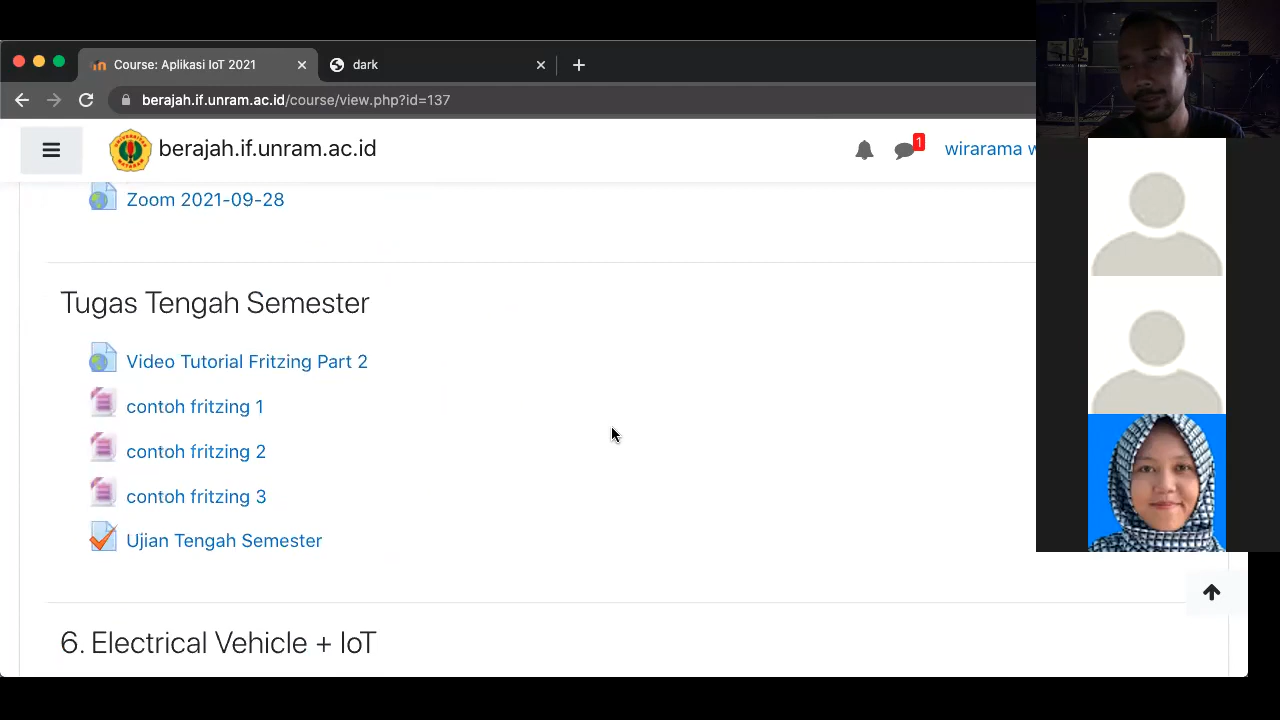 Course: Aplikasi IoT 2021
dark
berajah.if.unram.ac.id/course/view.php?id=137
berajah.if.unram.ac.id
1
wirarama w
Zoom 2021-09-28
Tugas Tengah Semester
Video Tutorial Fritzing Part 2
contoh fritzing 1
contoh fritzing 2
contoh fritzing 3
Ujian Tengah Semester
6. Electrical Vehicle + IoT